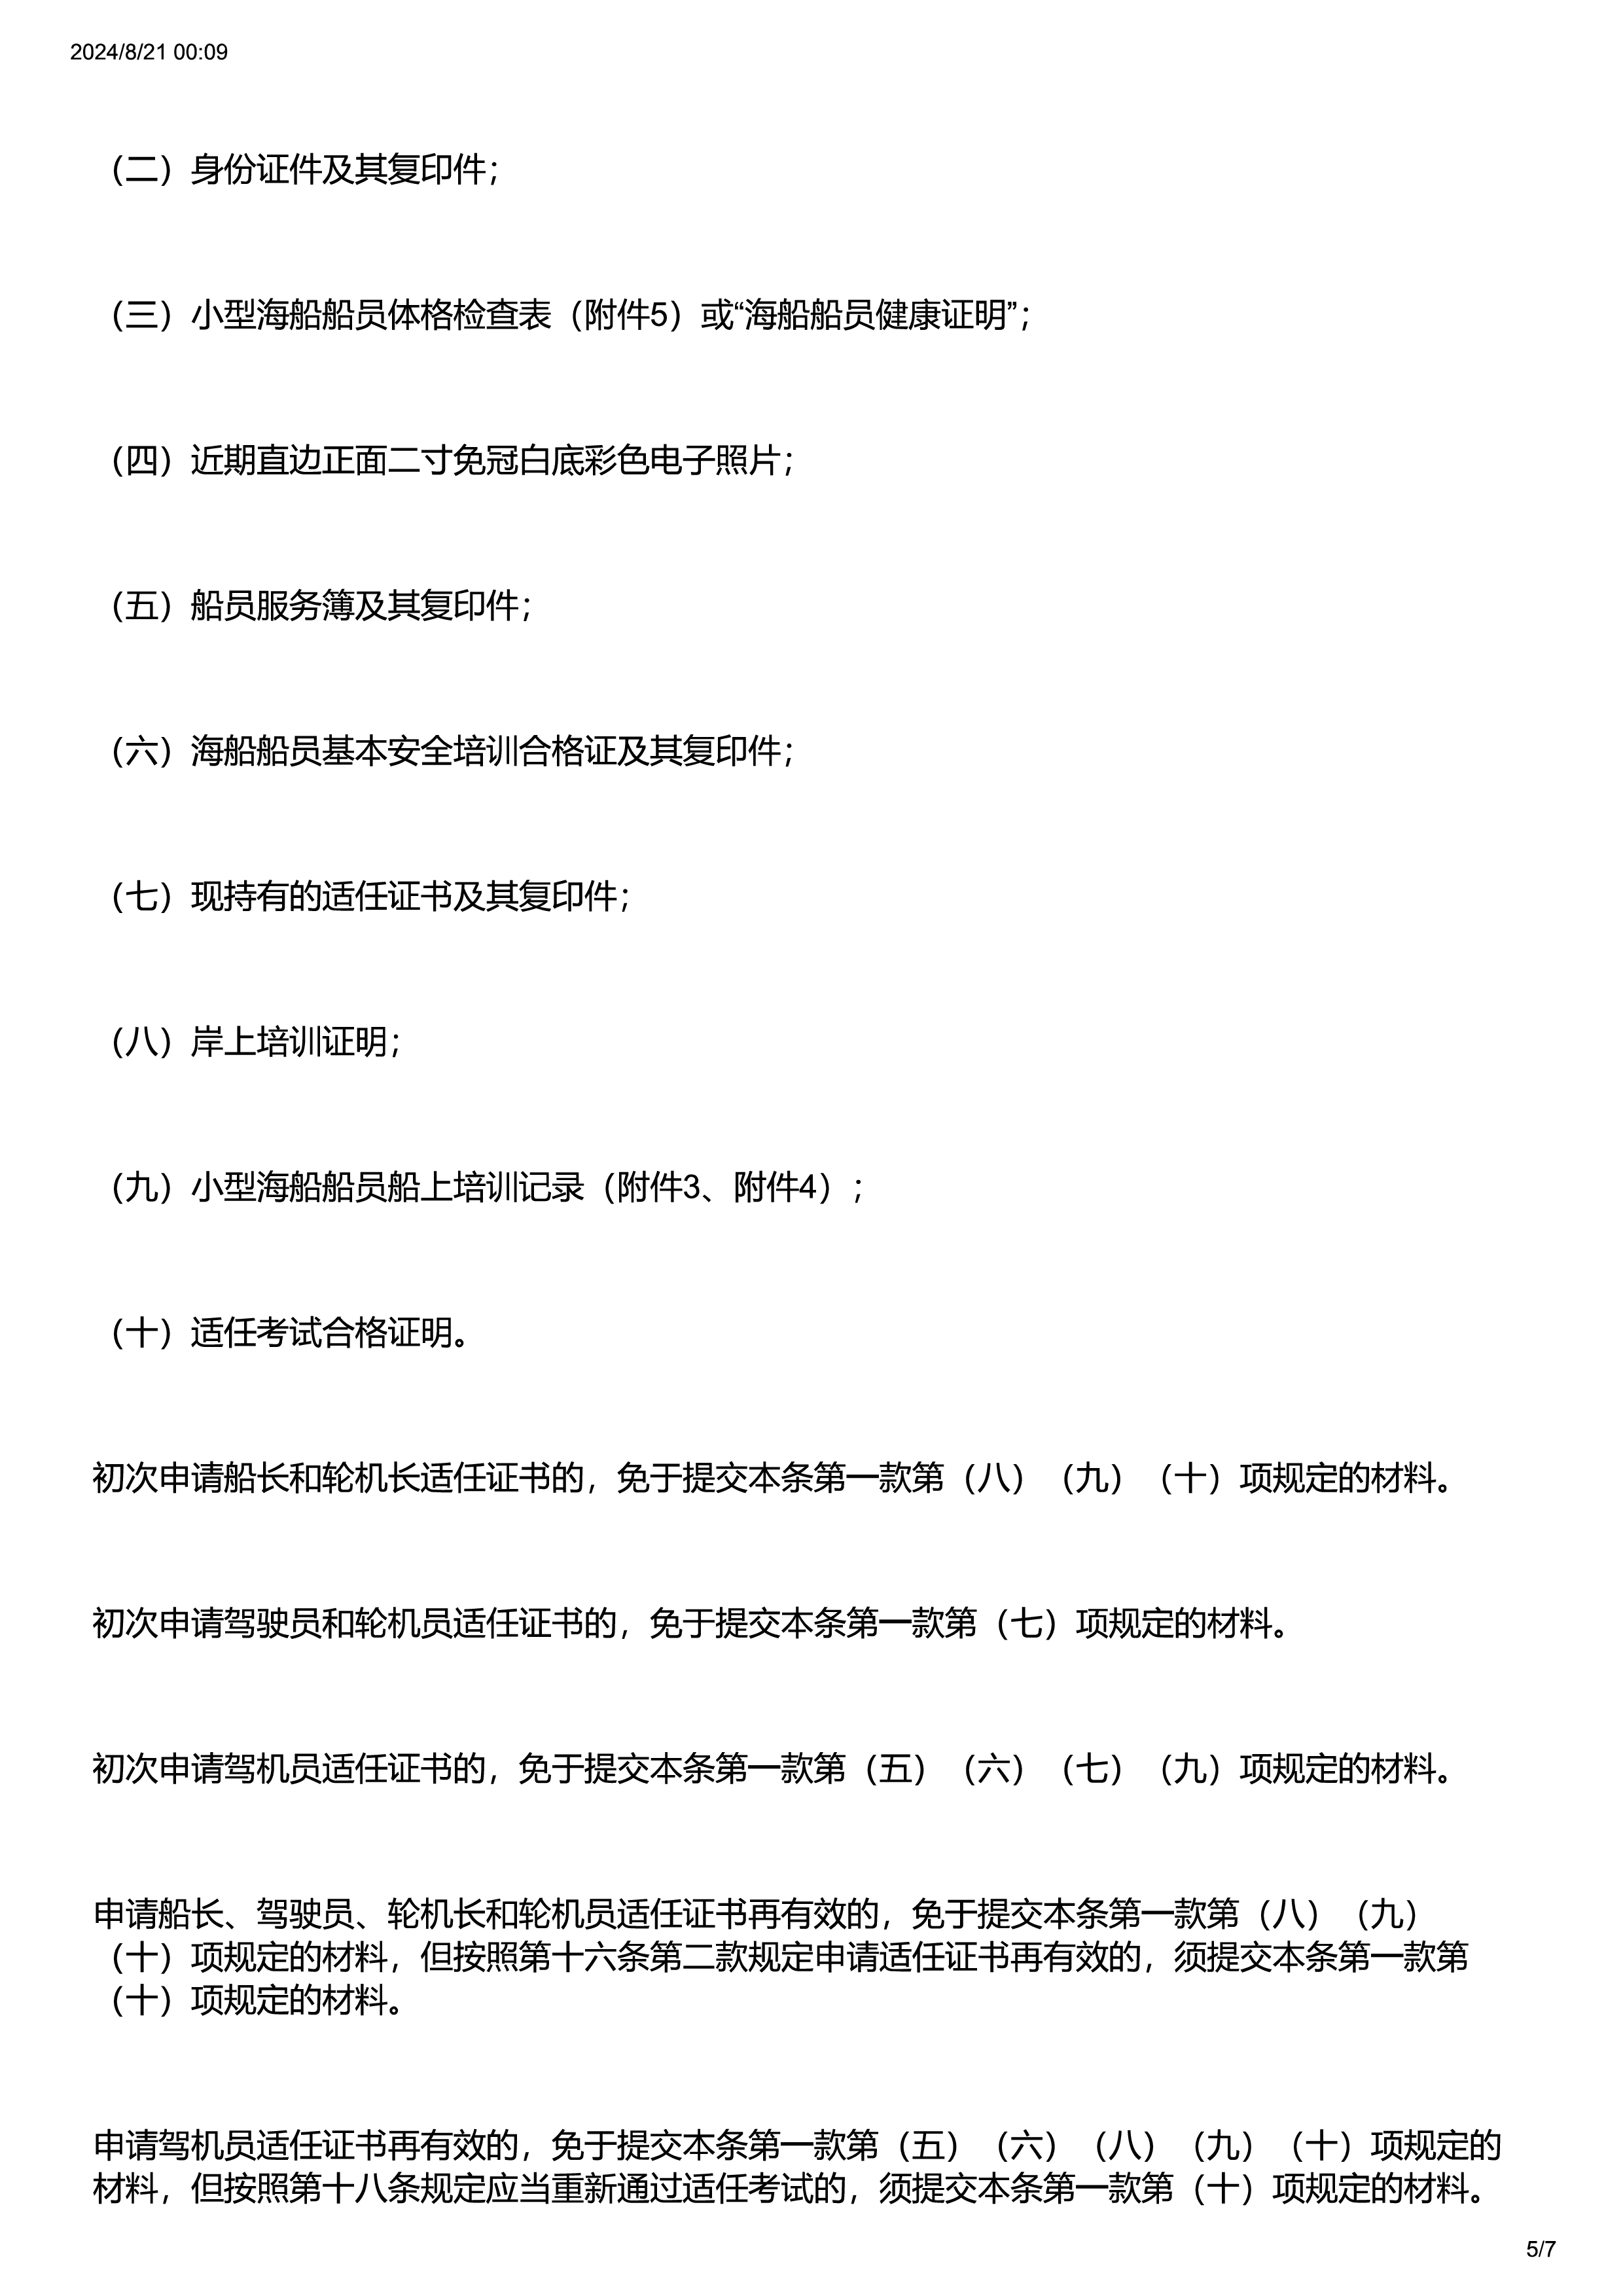 2024/8/21 00:09
（二）身份证件及其复印件；
（三）小型海船船员体格检查表（附件5）或“海船船员健康证明”；
（四）近期直边正面二寸免冠白底彩色电子照片；
（五）船员服务簿及其复印件；
（六）海船船员基本安全培训合格证及其复印件；
（七）现持有的适任证书及其复印件；
（八）岸上培训证明；
（九）小型海船船员船上培训记录（附件3、附件4）；
（十）适任考试合格证明。
初次申请船长和轮机长适任证书的，免于提交本条第一款第（八）（九）（十）项规定的材料。
初次申请驾驶员和轮机员适任证书的，免于提交本条第一款第（七）项规定的材料。
初次申请驾机员适任证书的，免于提交本条第一款第（五）（六）（七）（九）项规定的材料。
申请船长、驾驶员、轮机长和轮机员适任证书再有效的，免于提交本条第一款第（八）（九）
（十）项规定的材料，但按照第十六条第二款规定申请适任证书再有效的，须提交本条第一款第
（十）项规定的材料。
申请驾机员适任证书再有效的，免于提交本条第一款第（五）（六）（八）（九）（十）项规定的
材料，但按照第十八条规定应当重新通过适任考试的，须提交本条第一款第（十）项规定的材料。
5/7